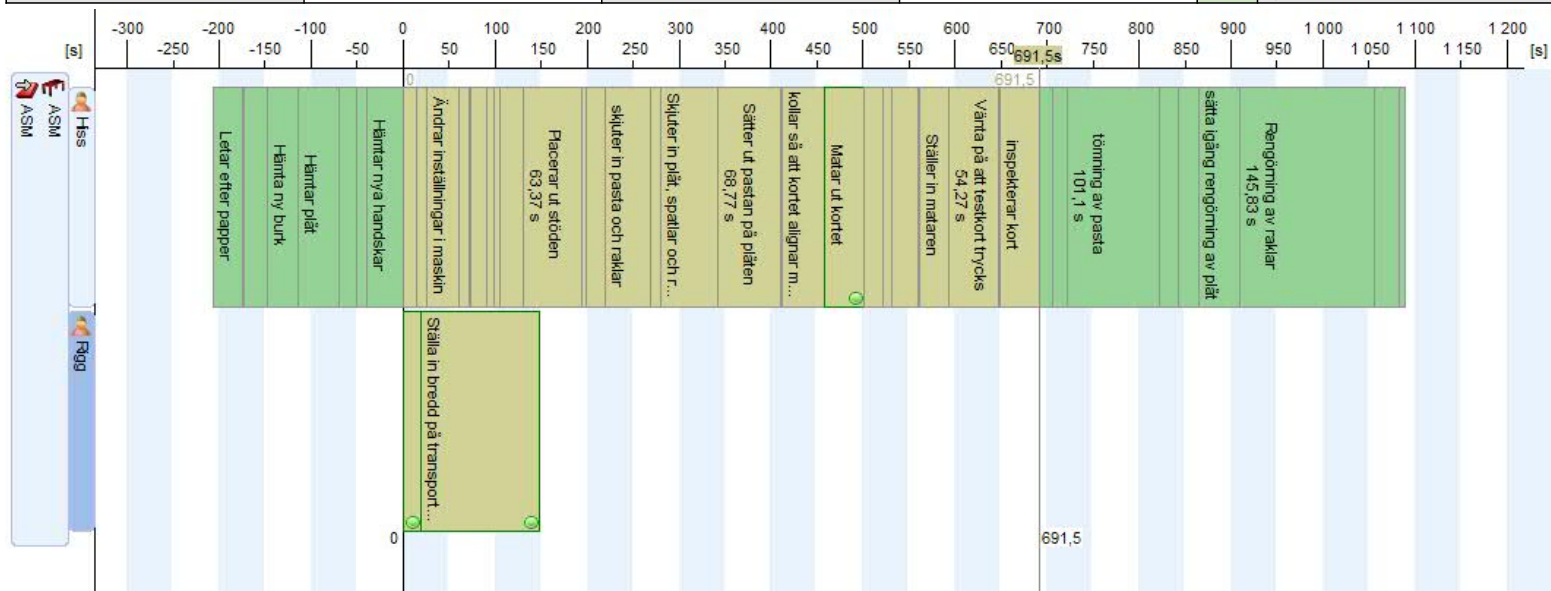 -300 -200 -100 0 100 200 300 400 500 600 700 800 900 1 000 1 100 1 200
[s] -250 -150 -50 50 150 250 350 450 550 650 750 850 950 1 050 1 150 [s]
691,5s
0 691,5
ASM
ASM
Hiss
Letar efter papper
Hämta ny burk
Hämtar plåt
Hämtar nya handskar
Ändrar inställningar i maskin
Placerar ut stöden
63,37 s
skjuter in pasta och raklar
Skjuter in plåt, spatlar och r...
Sätter ut pastan på plåten
68,77 s
kollar så att kortet alignar m...
Matar ut kortet
Ställer in mataren
Vänta på att testkort trycks
54,27 s
inspekterar kort
tömning av pasta
101,1 s
sätta igång rengörning av plåt
Rengörning av raklar
145,83 s
Rigg
Ställa in bredd på transport...
0 691,5